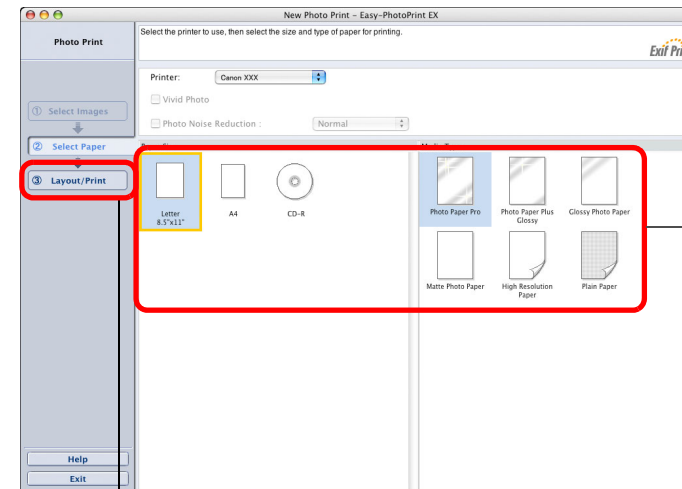 New Photo Print – Easy-PhotoPrint EX
Photo Print
Select the printer to use, then select the size and type of paper for printing.
Exif Pri
Printer:
Canon XXX
Vivid Photo
Photo Noise Reduction :
Normal
① Select Images
② Select Paper
③ Layout/Print
Letter
8.5"x11"
A4
CD-R
Photo Paper Pro
Photo Paper Plus
Glossy
Glossy Photo Paper
Matte Photo Paper
High Resolution
Paper
Plain Paper
Help
Exit